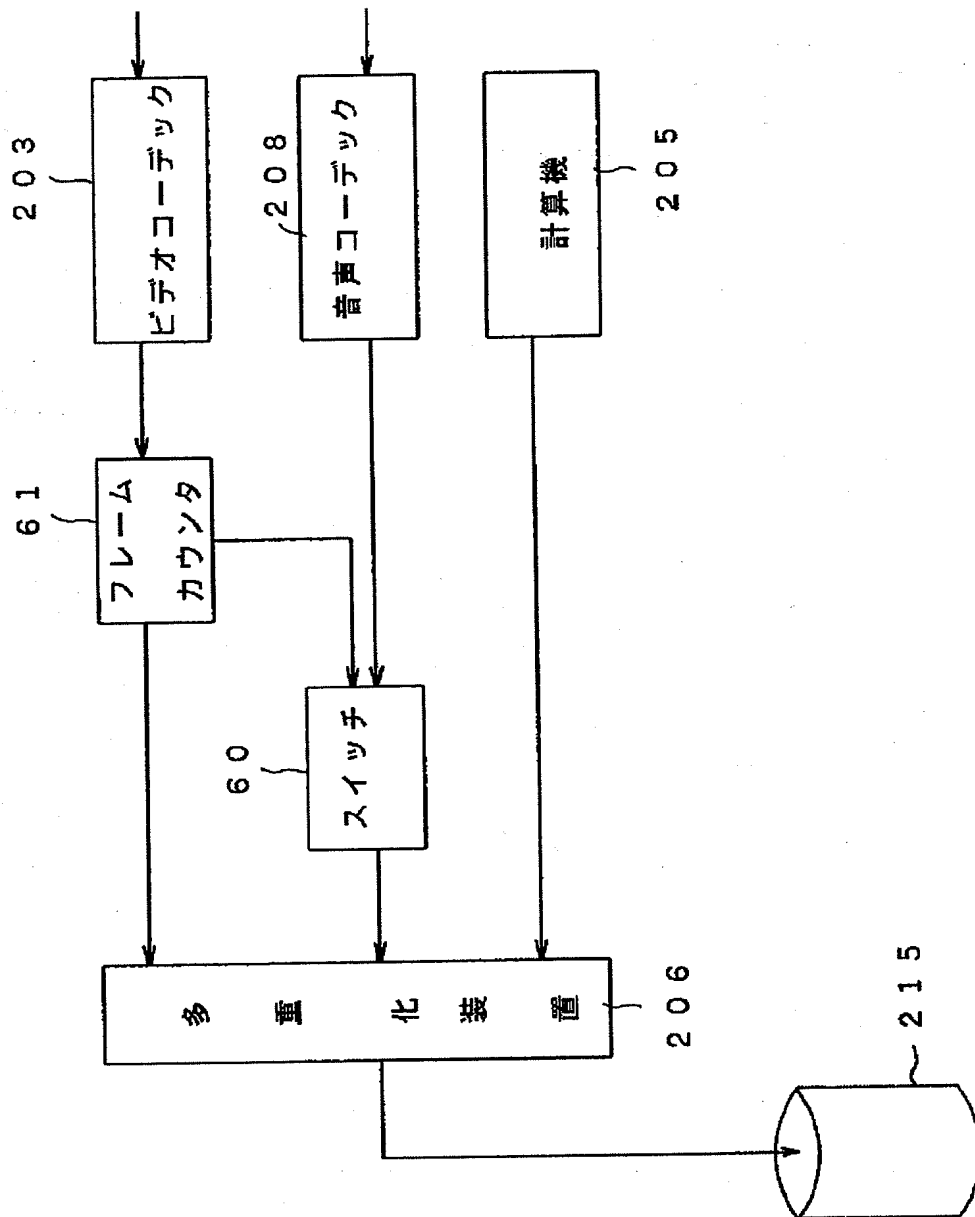 ２０３
ビデオコーデック
２０８
音声コーデック
計算機
２０５
６１
フレーム
カウンタ
６０
スイッチ
多重化装置
２０６
２１５